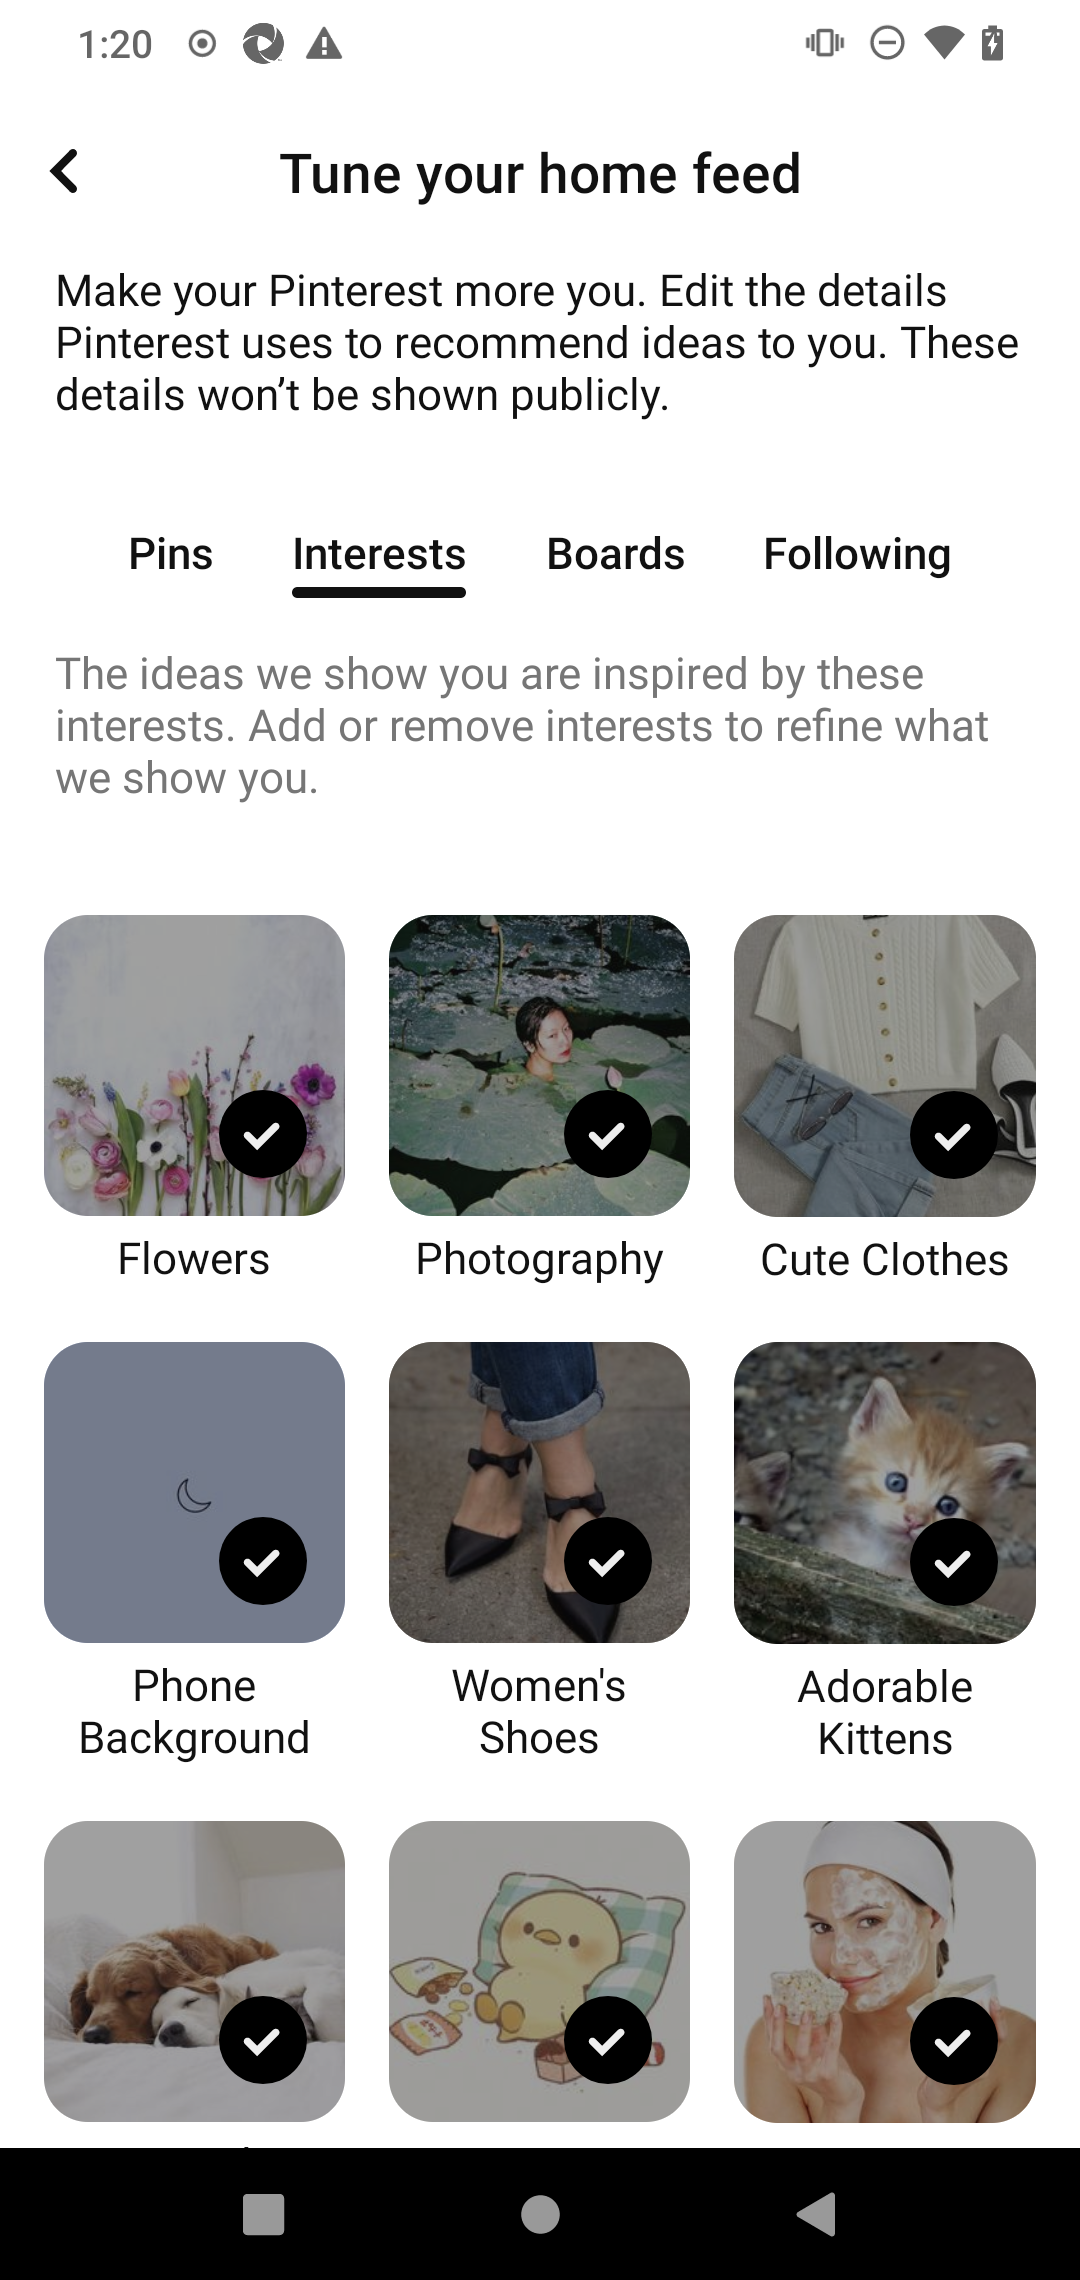 1:20
Tune your home feed
Make your Pinterest more you. Edit the details
Pinterest uses to recommend ideas to you. These
details won’t be shown publicly.
Pins Interests Boards Following
The ideas we show you are inspired by these
interests. Add or remove interests to refine what
we show you.
Flowers Photography Cute Clothes
Phone Women's Adorable
Background Shoes Kittens